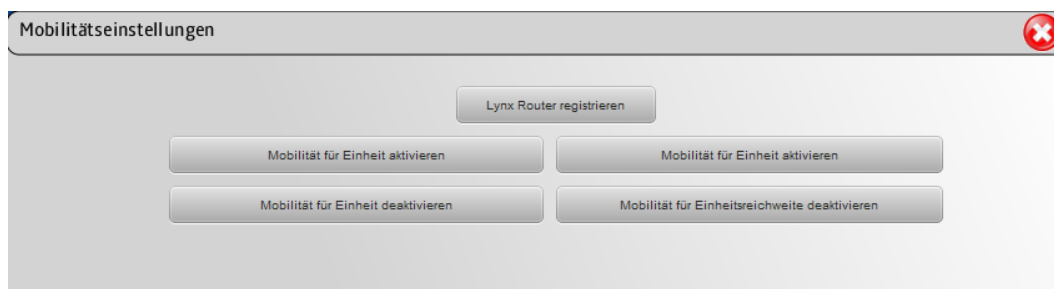 Mobilitätseinstellungen
Lynx Router registrieren
Mobilität für Einheit aktivieren
Mobilität für Einheit aktivieren
Mobilität für Einheit deaktivieren
Mobilität für Einheitsreichweite deaktivieren